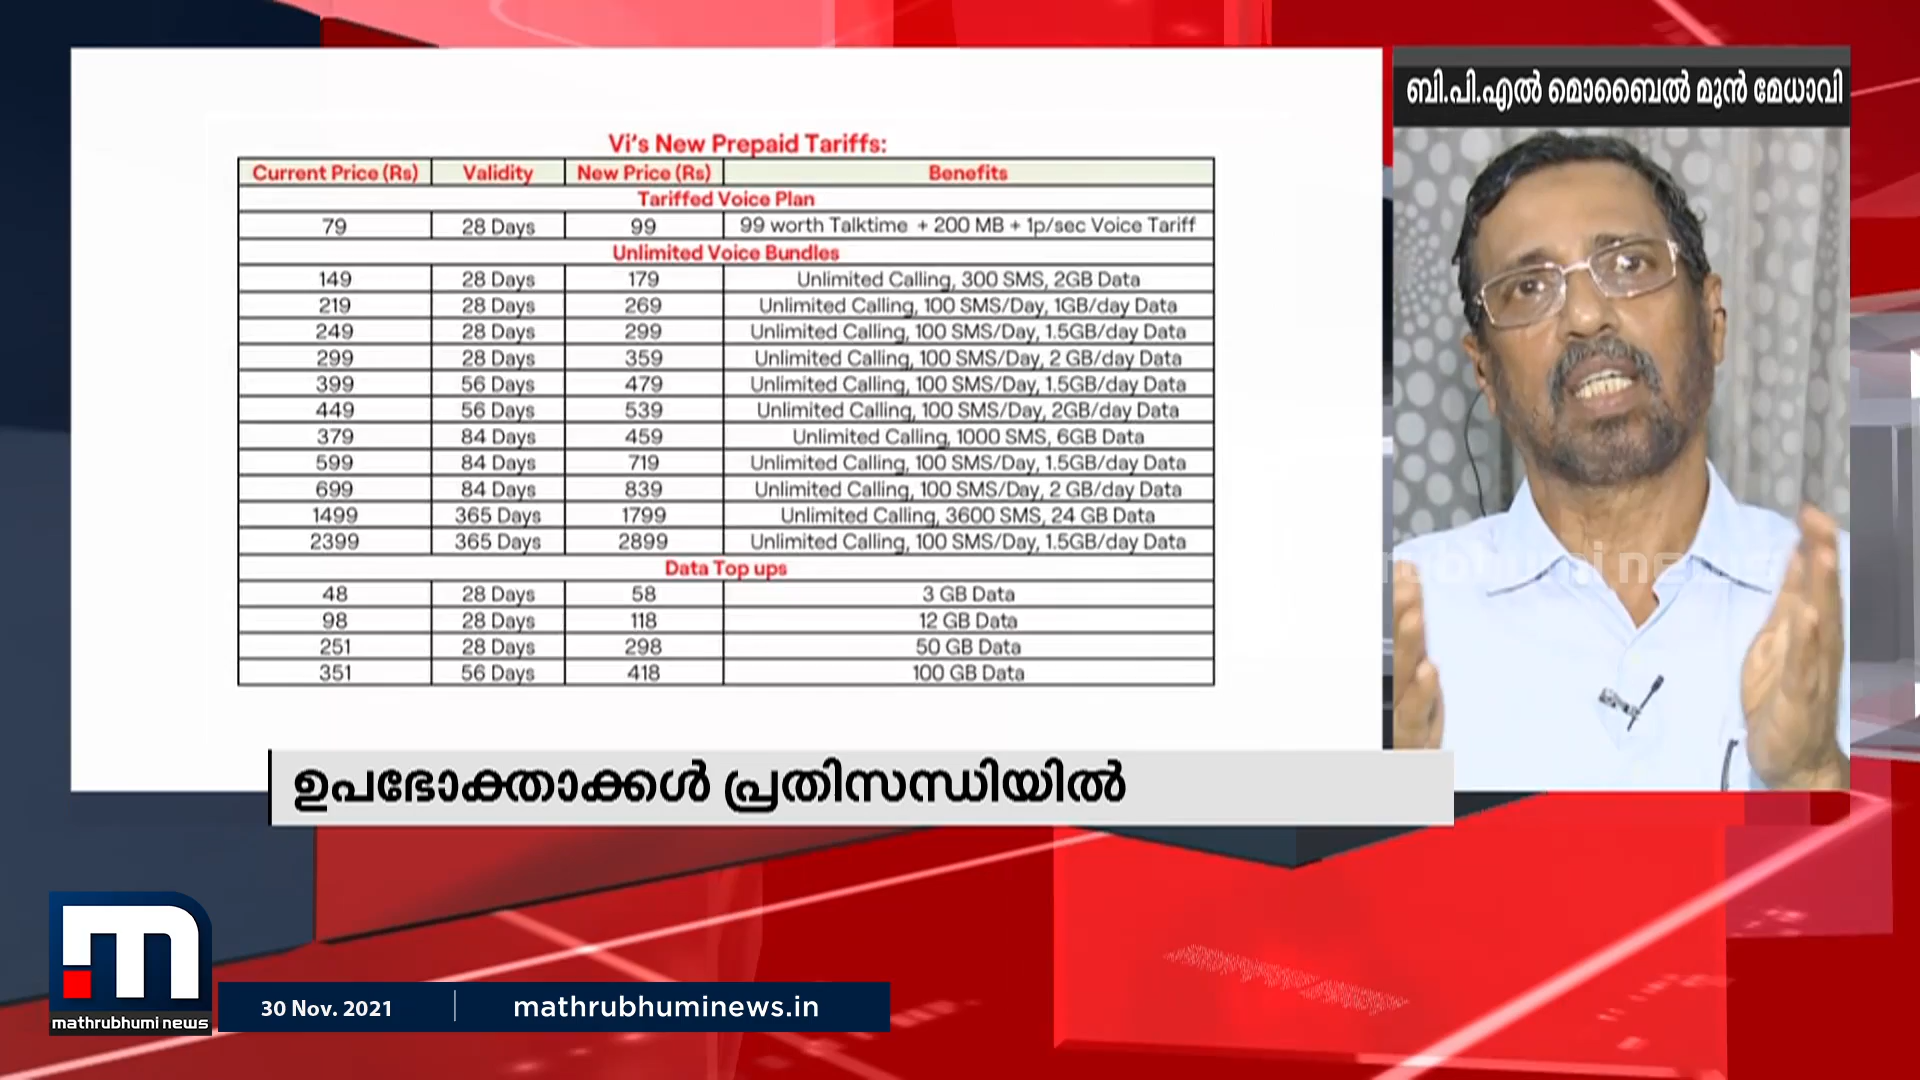 ബി.പി.എൽ മൊബൈൽ മുൻ മേധാവി
Vi's New Prepaid Tariffs:
Current Price (Rs) Validity New Price (Rs) Benefits
Tariffed Voice Plan
79 28 Days 99 99 worth Talktime + 200 MB + 1p/sec Voice Tariff
Unlimited Voice Bundles
149 28 Days 179 Unlimited Calling, 300 SMS, 2GB Data
219 28 Days 269 Unlimited Calling, 100 SMS/Day, 1GB/day Data
249 28 Days 299 Unlimited Calling, 100 SMS/Day, 1.5GB/day Data
299 28 Days 359 Unlimited Calling, 100 SMS/Day, 2 GB/day Data
399 56 Days 479 Unlimited Calling, 100 SMS/Day, 1.5GB/day Data
449 56 Days 539 Unlimited Calling, 100 SMS/Day, 2GB/day Data
379 84 Days 459 Unlimited Calling, 1000 SMS, 6GB Data
599 84 Days 719 Unlimited Calling, 100 SMS/Day, 1.5GB/day Data
699 84 Days 839 Unlimited Calling, 100 SMS/Day, 2 GB/day Data
1499 365 Days 1799 Unlimited Calling, 3600 SMS, 24 GB Data
2399 365 Days 2899 Unlimited Calling, 100 SMS/Day, 1.5GB/day Data
Data Top ups
48 28 Days 58 3 GB Data
98 28 Days 118 12 GB Data
251 28 Days 298 50 GB Data
351 56 Days 418 100 GB Data
ഉപഭോക്താക്കൾ പ്രതിസന്ധിയിൽ
mathrubhumi news
30 Nov. 2021 mathrubhuminews.in